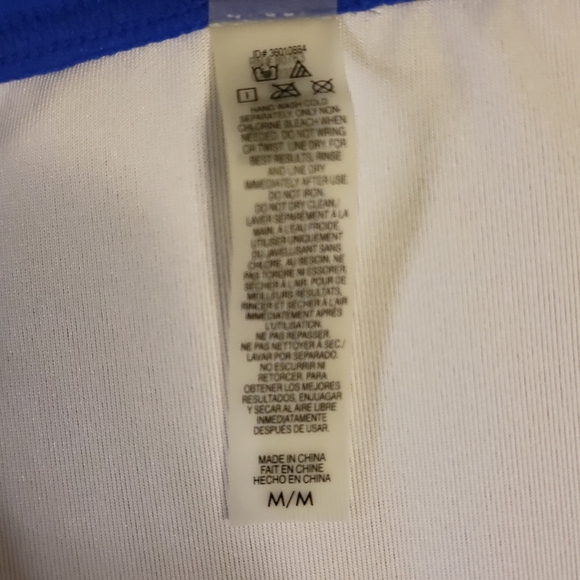 ID# 36010884
HAND WASH COLD
SEPARATELY. ONLY NON-
CHLORINE BLEACH WHEN
NEEDED. DO NOT WRING
OR TWIST. LINE DRY. FOR
BEST RESULTS, RINSE
AND LINE DRY
IMMEDIATELY AFTER USE.
DO NOT IRON.
DO NOT DRY CLEAN./
LAVER SÉPARÉMENT À LA
MAIN, À L'EAU FROIDE.
UTILISER UNIQUEMENT
DU JAVELLISANT SANS
CHLORE, AU BESOIN. NE
PAS TORDRE NI ESSORER.
SÉCHER À L'AIR. POUR DE
MEILLEURS RÉSULTATS,
RINCER ET SÉCHER À L'AIR
IMMÉDIATEMENT APRÈS
L'UTILISATION.
NE PAS REPASSER.
NE PAS NETTOYER À SEC./
LAVAR POR SEPARADO.
NO ESCURRIR NI
RETORCER. PARA
OBTENER LOS MEJORES
RESULTADOS, ENJUAGAR
Y SECAR AL AIRE LIBRE
INMEDIATAMENTE
DESPUÉS DE USAR.
MADE IN CHINA
FAIT EN CHINE
HECHO EN CHINA
M/M